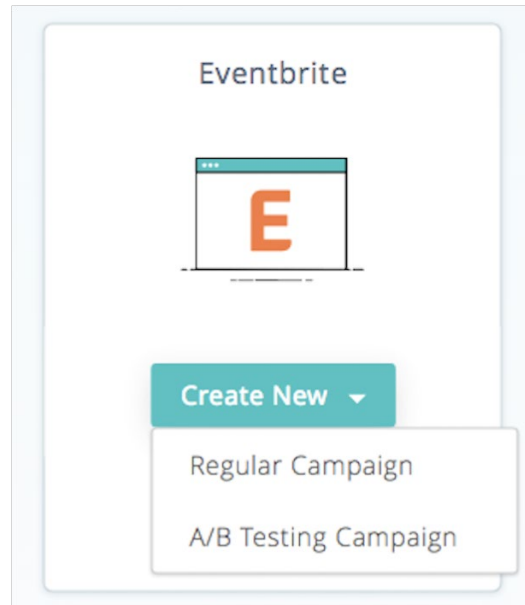 Eventbrite
E
Create New
Regular Campaign
A/B Testing Campaign